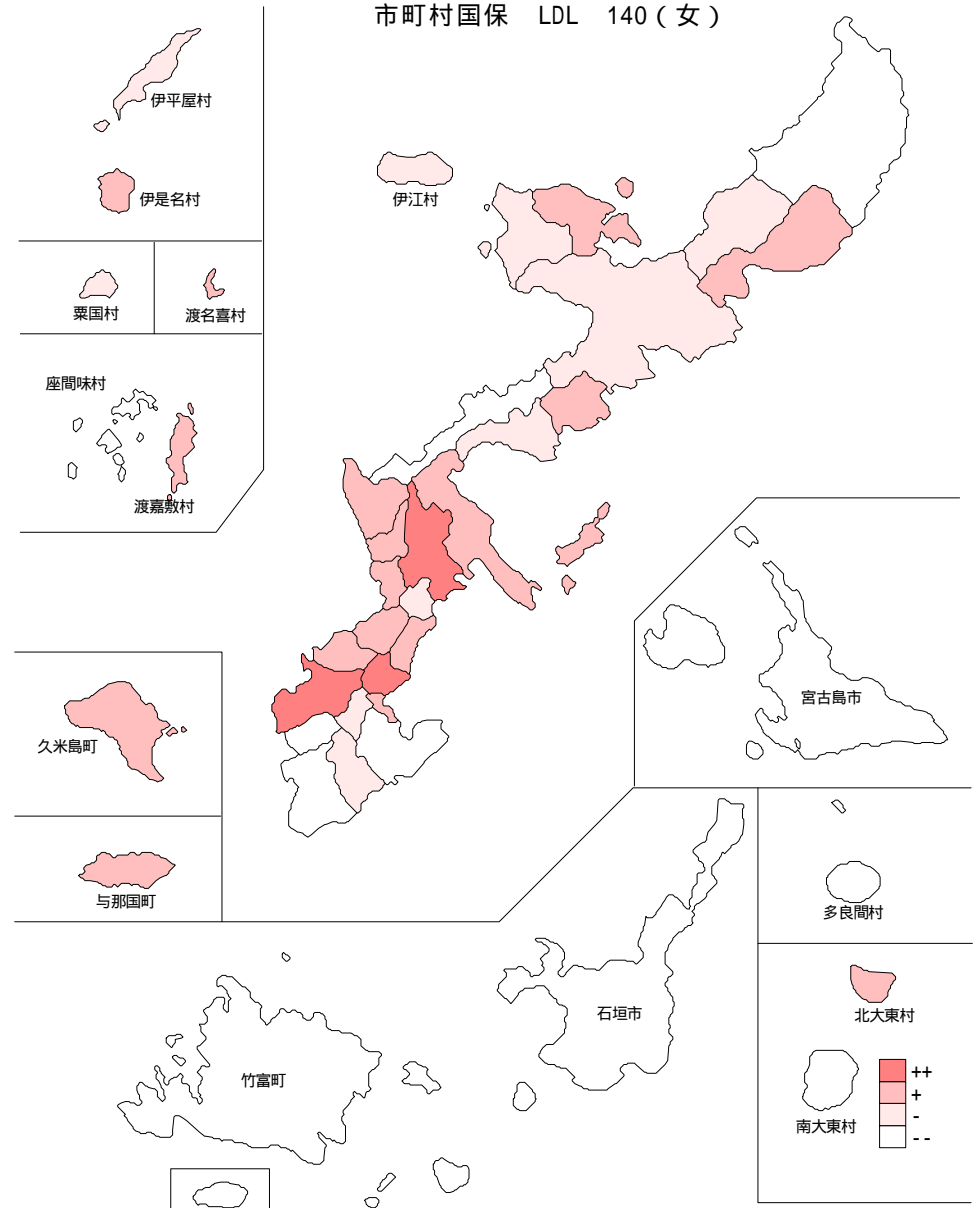 市町村国保　LDL　140（女）
伊平屋村
伊是名村
伊江村
粟国村
渡名喜村
座間味村
渡嘉敷村
宮古島市
久米島町
与那国町
多良間村
石垣市
北大東村
竹富町
南大東村
++
+
-
--